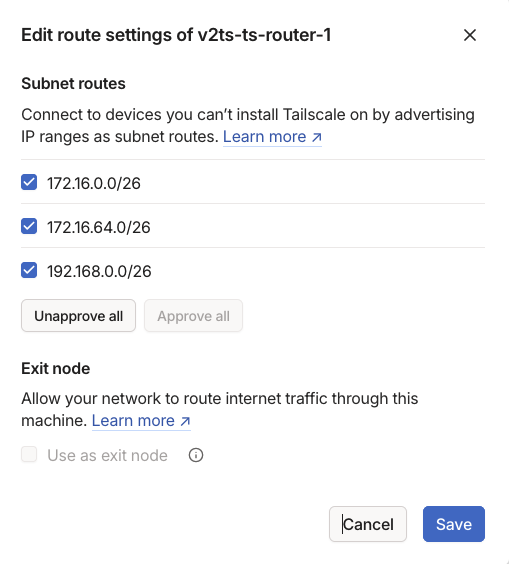 Edit route settings of v2ts-ts-router-1
Subnet routes
Connect to devices you can’t install Tailscale on by advertising
IP ranges as subnet routes. Learn more ↗
172.16.0.0/26
172.16.64.0/26
192.168.0.0/26
Unapprove all Approve all
Exit node
Allow your network to route internet traffic through this
machine. Learn more ↗
Use as exit node
Cancel Save